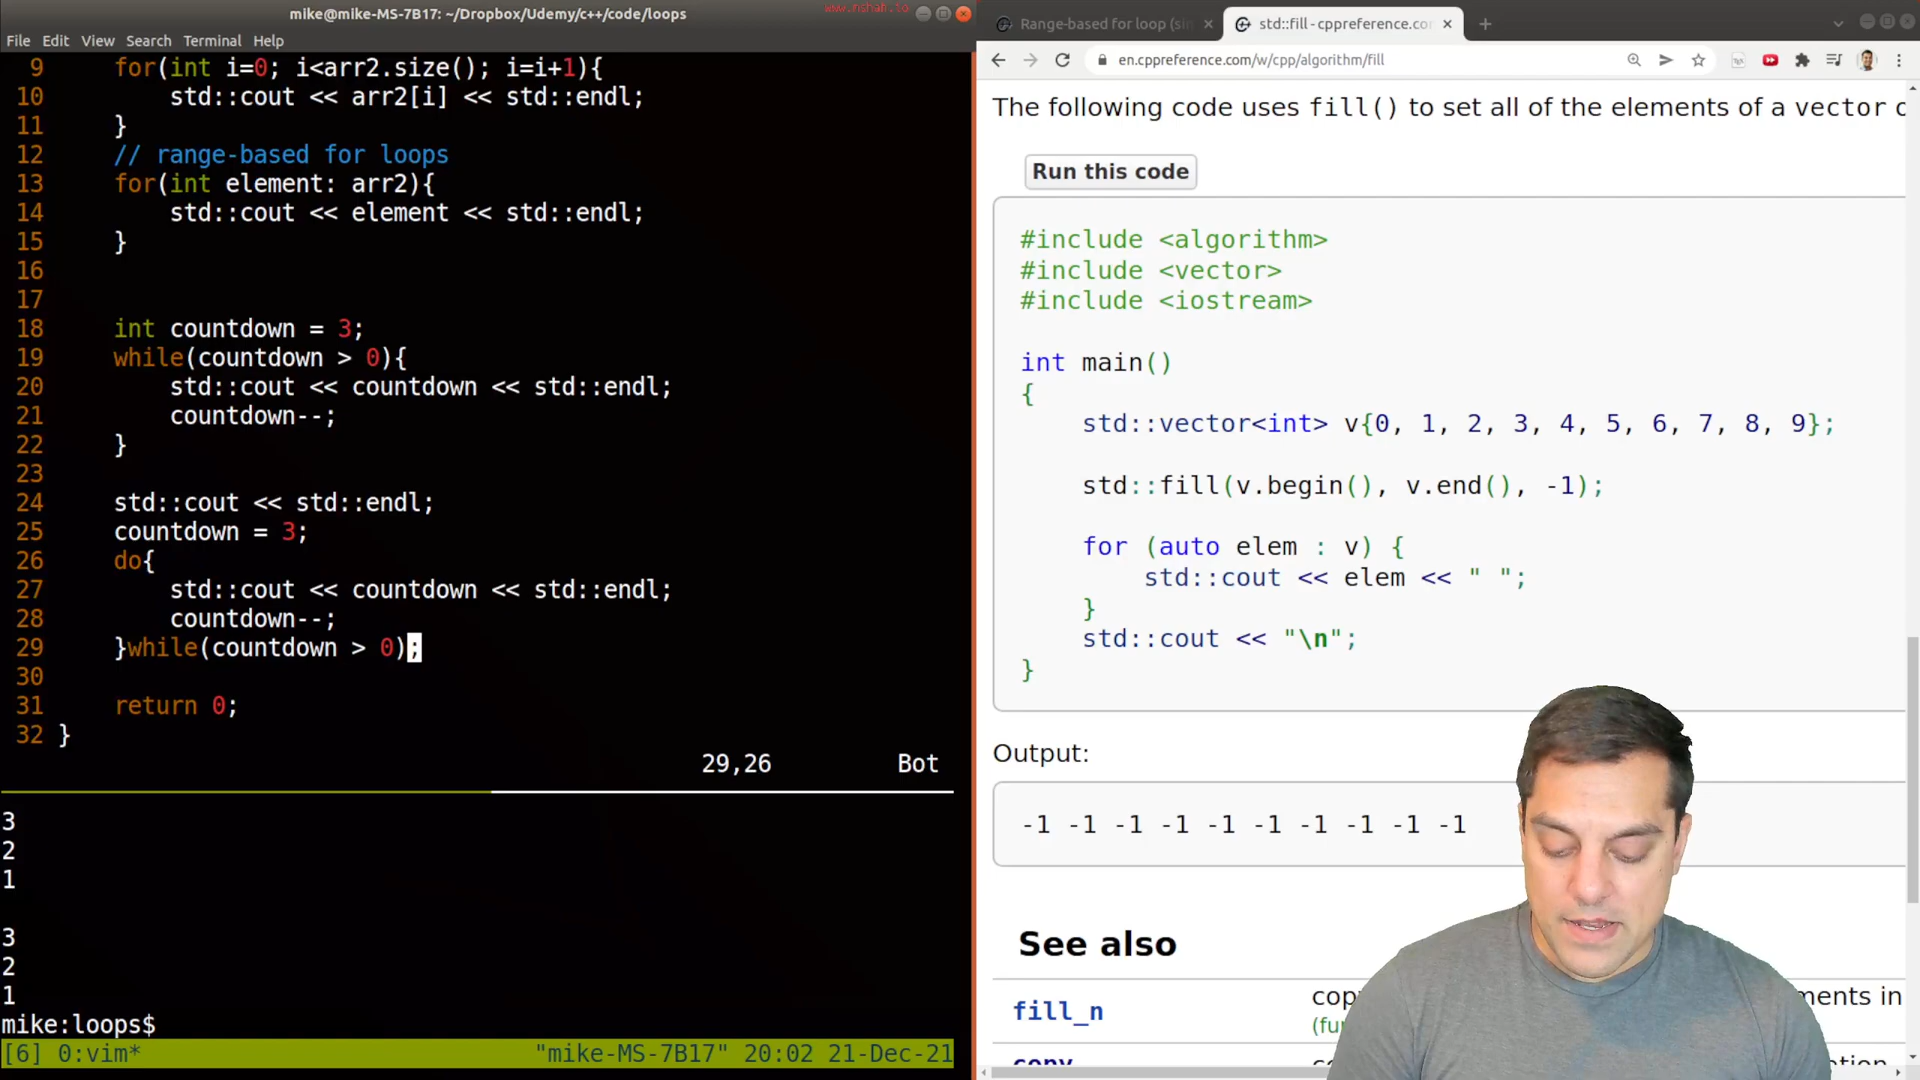 mike@mike-MS-7B17: ~/Dropbox/Udemy/c++/code/loops
File Edit View Search Terminal Help
9 for(int i=0; i<arr2.size(); i=i+1){
10 std::cout << arr2[i] << std::endl;
11 }
12 // range-based for loops
13 for(int element: arr2){
14 std::cout << element << std::endl;
15 }
16
17
18 int countdown = 3;
19 while(countdown > 0){
20 std::cout << countdown << std::endl;
21 countdown--;
22 }
23
24 std::cout << std::endl;
25 countdown = 3;
26 do{
27 std::cout << countdown << std::endl;
28 countdown--;
29 }while(countdown > 0);
30
31 return 0;
32 }
29,26 Bot
3
2
1
3
2
1
mike:loops$
[6] 0:vim* "mike-MS-7B17" 20:02 21-Dec-21
Range-based for loop (sin
std::fill - cppreference.co
en.cppreference.com/w/cpp/algorithm/fill
The following code uses fill() to set all of the elements of a vector
Run this code
#include <algorithm>
#include <vector>
#include <iostream>
int main()
{
std::vector<int> v{0, 1, 2, 3, 4, 5, 6, 7, 8, 9};
std::fill(v.begin(), v.end(), -1);
for (auto elem : v) {
std::cout << elem << " ";
}
std::cout << "\n";
}
Output:
-1 -1 -1 -1 -1 -1 -1 -1 -1 -1
See also
fill_n
copy